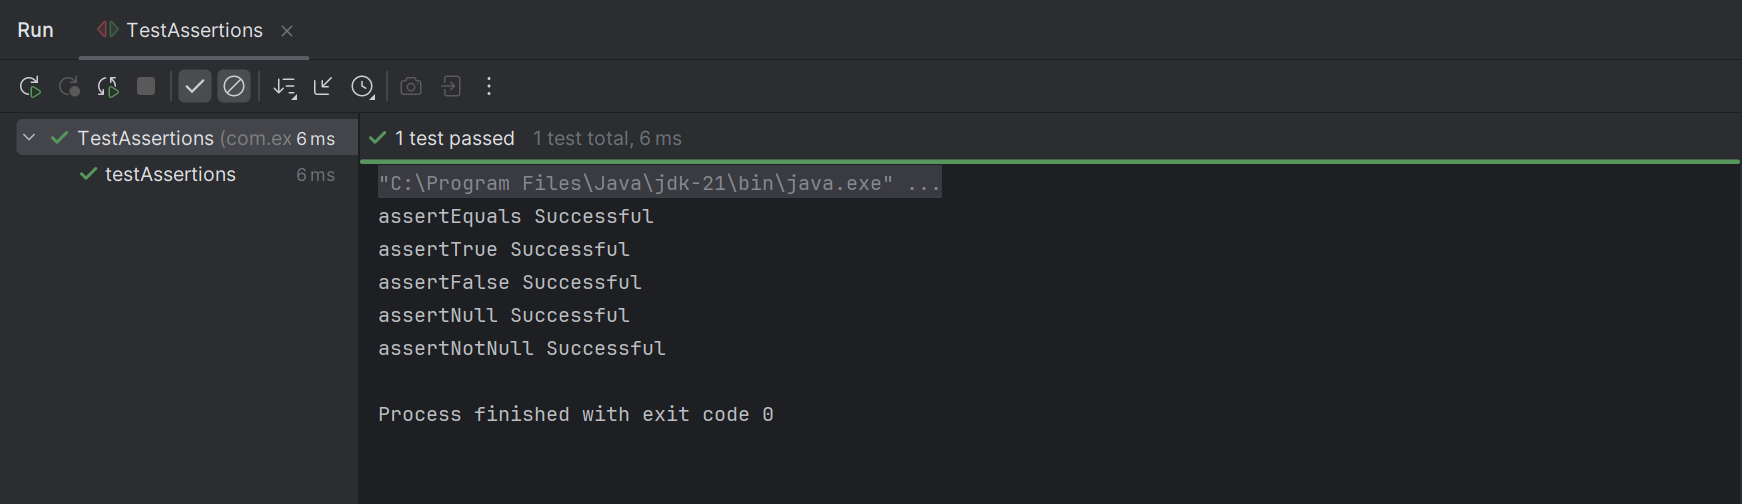 Run TestAssertions
TestAssertions (com.ex 6 ms
testAssertions 6 ms
1 test passed 1 test total, 6 ms
"C:\Program Files\Java\jdk-21\bin\java.exe" ...
assertEquals Successful
assertTrue Successful
assertFalse Successful
assertNull Successful
assertNotNull Successful
Process finished with exit code 0